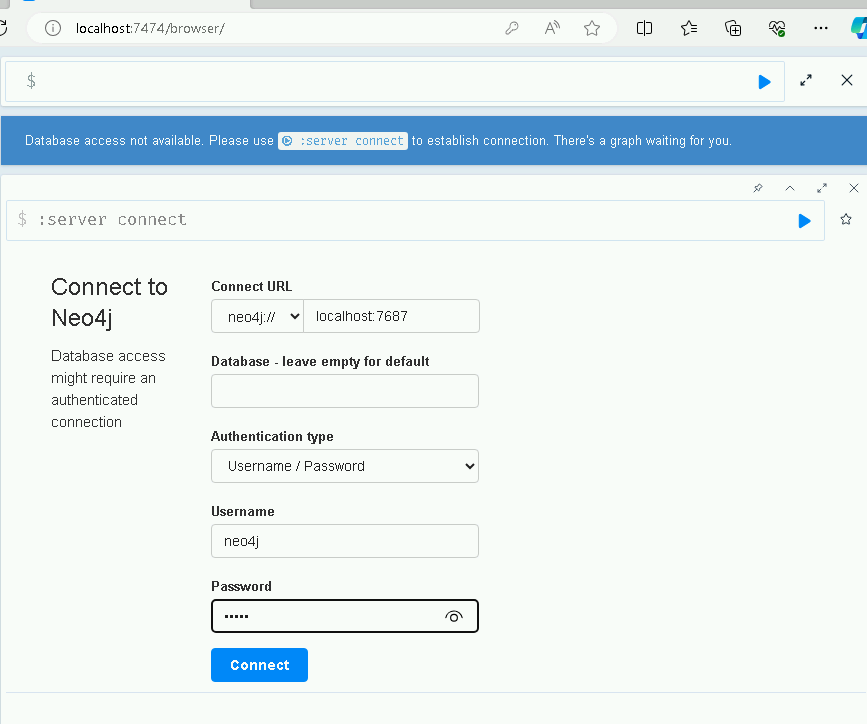 localhost:7474/browser/
$
Database access not available. Please use :server connect to establish connection. There's a graph waiting for you.
$ :server connect
Connect to
Neo4j
Database access
might require an
authenticated
connection
Connect URL
neo4j:// localhost:7687
Database - leave empty for default
Authentication type
Username / Password
Username
neo4j
Password
•••••
Connect